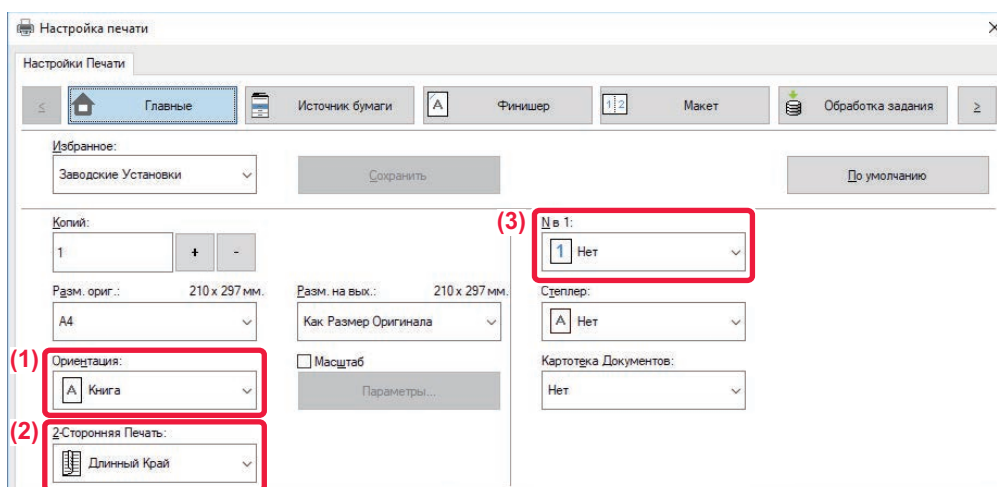 Настройка печати
Настройки Печати
≤ Главные Источник бумаги Финишер Макет Обработка задания ≥
Избранное:
Заводские Установки Сохранить По умолчанию
Копий: (3) N в 1:
1 + - 1 Нет
Разм. ориг.: 210 x 297 мм. Разм. на вых.: 210 x 297 мм. Степлер:
A4 Как Размер Оригинала A Нет
(1) Ориентация: Масштаб Картотека Документов:
A Книга Параметры... Нет
(2) 2-Сторонняя Печать:
Длинный Край